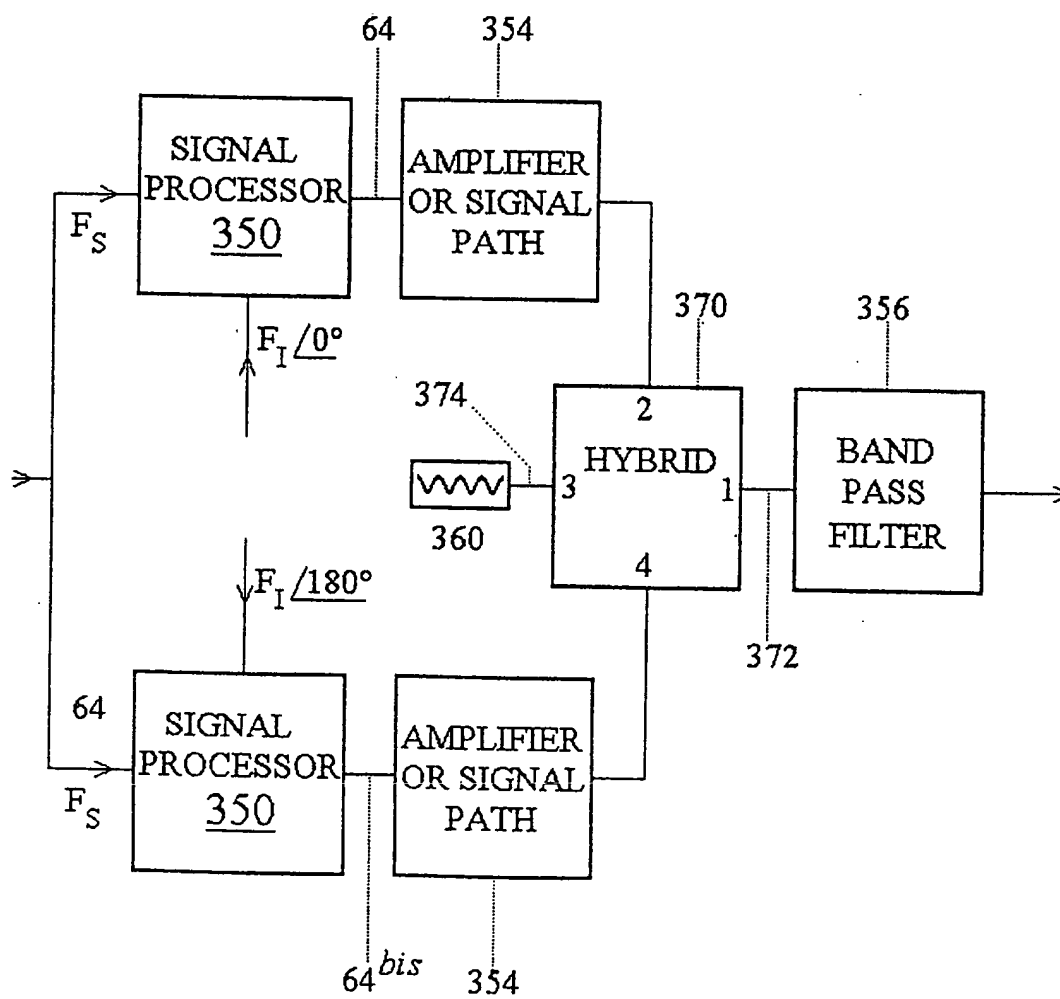 64
354
SIGNAL
PROCESSOR
350
AMPLIFIER
OR SIGNAL
PATH
F_S
F_I /0°
370
356
374
2
HYBRID
3
1
4
360
BAND
PASS
FILTER
372
F_I /180°
64
SIGNAL
PROCESSOR
350
AMPLIFIER
OR SIGNAL
PATH
F_S
64 bis
354